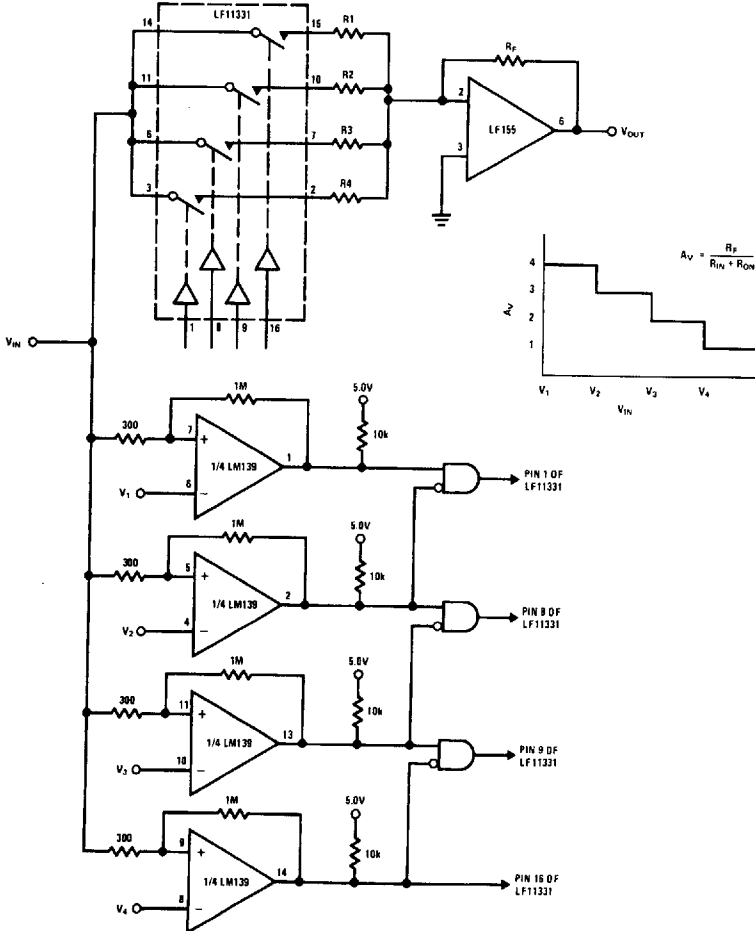 LF11331
14
15
R1
11
10
R2
6
7
R3
3
2
R4
1
8
9
16
RF
2
3
6
LF155
VOUT
AV = RF / RIN + RON
4
3
2
1
AV
V1
V2
V3
V4
VIN
VIN
300
1M
7
+
1/4 LM139
1
V1
6
−
5.0V
10k
PIN 1 OF
LF11331
300
1M
5
+
1/4 LM139
2
V2
4
−
5.0V
10k
PIN 8 OF
LF11331
300
1M
11
+
1/4 LM139
13
V3
10
−
5.0V
10k
PIN 9 OF
LF11331
300
1M
9
+
1/4 LM139
14
V4
8
−
5.0V
10k
PIN 16 OF
LF11331